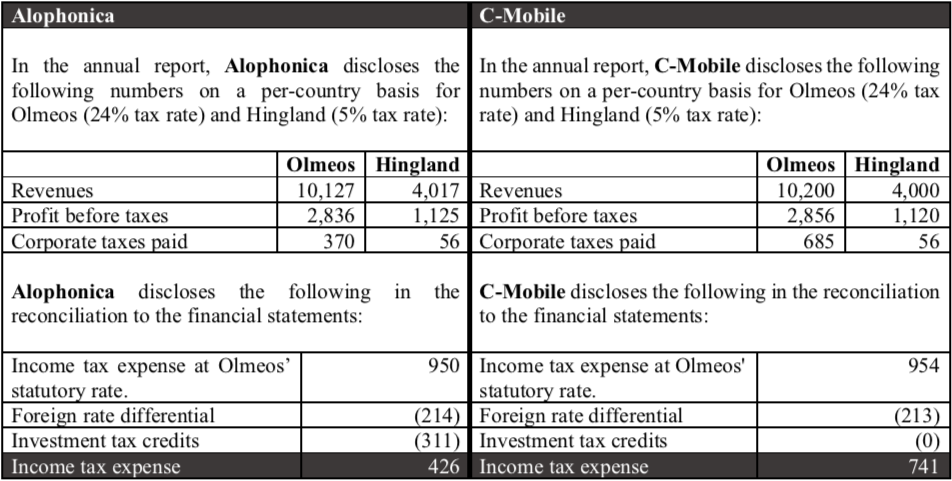 Alophonica
In the annual report, Alophonica discloses the
following numbers on a per-country basis for
Olmeos (24% tax rate) and Hingland (5% tax rate):
Olmeos Hingland
Revenues 10,127 4,017
Profit before taxes 2,836 1,125
Corporate taxes paid 370 56
Alophonica discloses the following in the
reconciliation to the financial statements:
Income tax expense at Olmeos’ 950
statutory rate.
Foreign rate differential (214)
Investment tax credits (311)
Income tax expense 426
C-Mobile
In the annual report, C-Mobile discloses the following
numbers on a per-country basis for Olmeos (24% tax
rate) and Hingland (5% tax rate):
Olmeos Hingland
Revenues 10,200 4,000
Profit before taxes 2,856 1,120
Corporate taxes paid 685 56
C-Mobile discloses the following in the reconciliation
to the financial statements:
Income tax expense at Olmeos' 954
statutory rate.
Foreign rate differential (213)
Investment tax credits (0)
Income tax expense 741